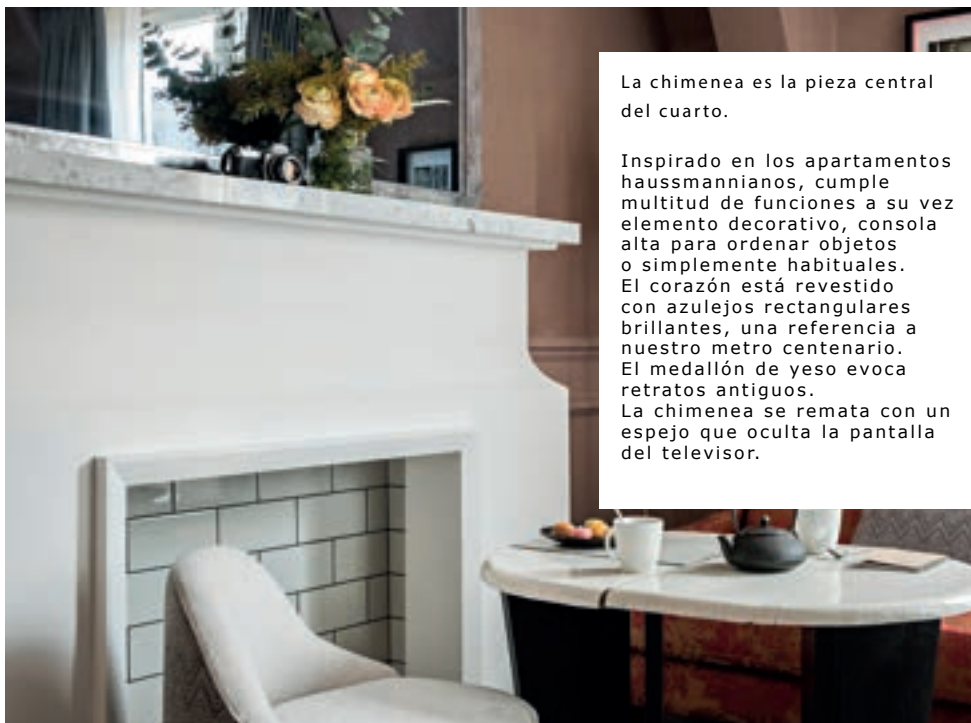 La chimenea es la pieza central
del cuarto.
Inspirado en los apartamentos
haussmannianos, cumple
multitud de funciones a su vez
elemento decorativo, consola
alta para ordenar objetos
o simplemente habituales.
El corazón está revestido
con azulejos rectangulares
brillantes, una referencia a
nuestro metro centenario.
El medallón de yeso evoca
retratos antiguos.
La chimenea se remata con un
espejo que oculta la pantalla
del televisor.